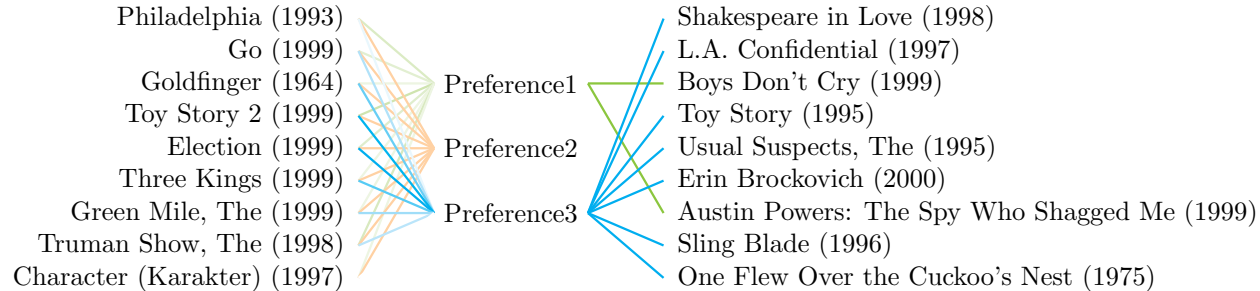 Philadelphia (1993)
Go (1999)
Goldfinger (1964)
Toy Story 2 (1999)
Election (1999)
Three Kings (1999)
Green Mile, The (1999)
Truman Show, The (1998)
Character (Karakter) (1997)
Preference1
Preference2
Preference3
Shakespeare in Love (1998)
L.A. Confidential (1997)
Boys Don't Cry (1999)
Toy Story (1995)
Usual Suspects, The (1995)
Erin Brockovich (2000)
Austin Powers: The Spy Who Shagged Me (1999)
Sling Blade (1996)
One Flew Over the Cuckoo's Nest (1975)